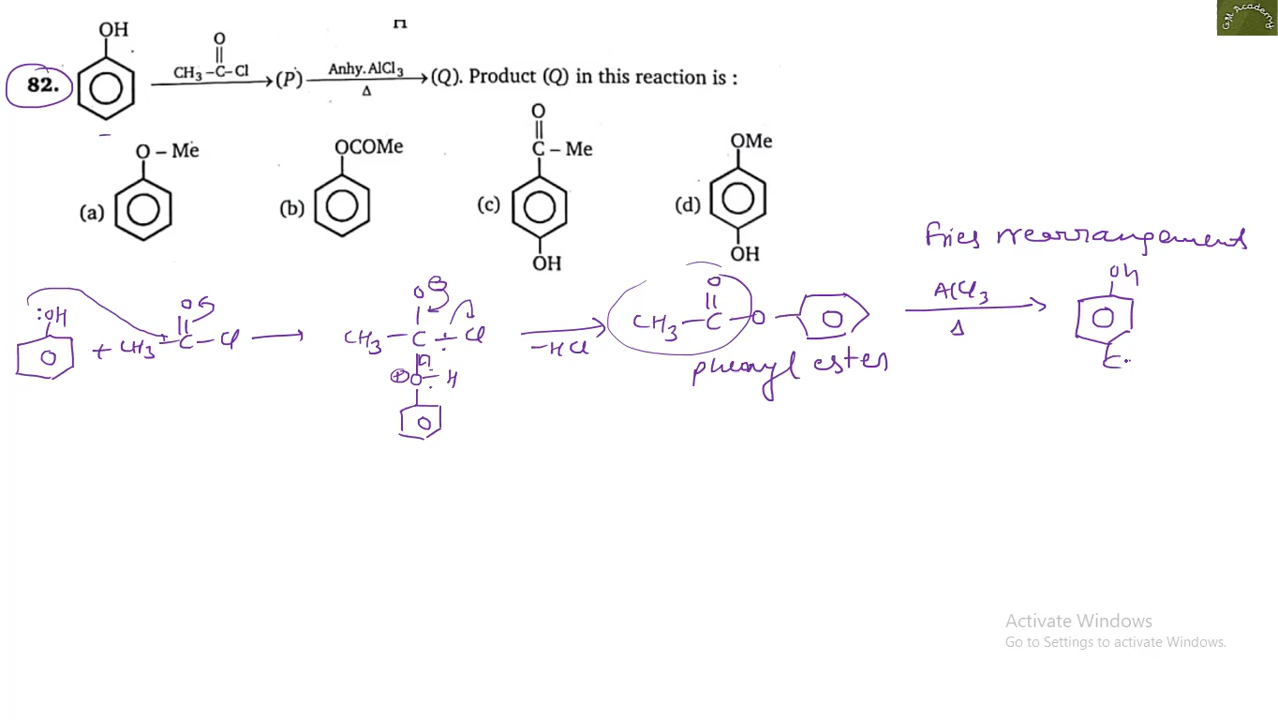 GM Academy
п
82. OH CH3-C-Cl O → (P) Anhy. AlCl3 Δ → (Q). Product (Q) in this reaction is :
(a) O – Me
(b) OCOMe
(c) O C – Me OH
(d) OMe OH
Fries rearrangement
:OH + CH3 – C – Cl O → CH3 – C – Cl O⊖ ⊕O – H → -HCl CH3 – C – O O AlCl3 Δ → OH C..
phenyl ester
Activate Windows
Go to Settings to activate Windows.